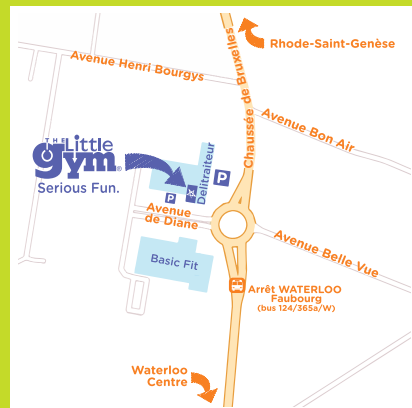 Rhode-Saint-Genèse
Avenue Henri Bourgys
Chaussée de Bruxelles
Avenue Bon Air
THE Little
gym®
Serious Fun.
Delitraiteur
P
P
Avenue
de Diane
Avenue Belle Vue
Basic Fit
Arrêt WATERLOO
Faubourg
(bus 124/365a/W)
Waterloo
Centre